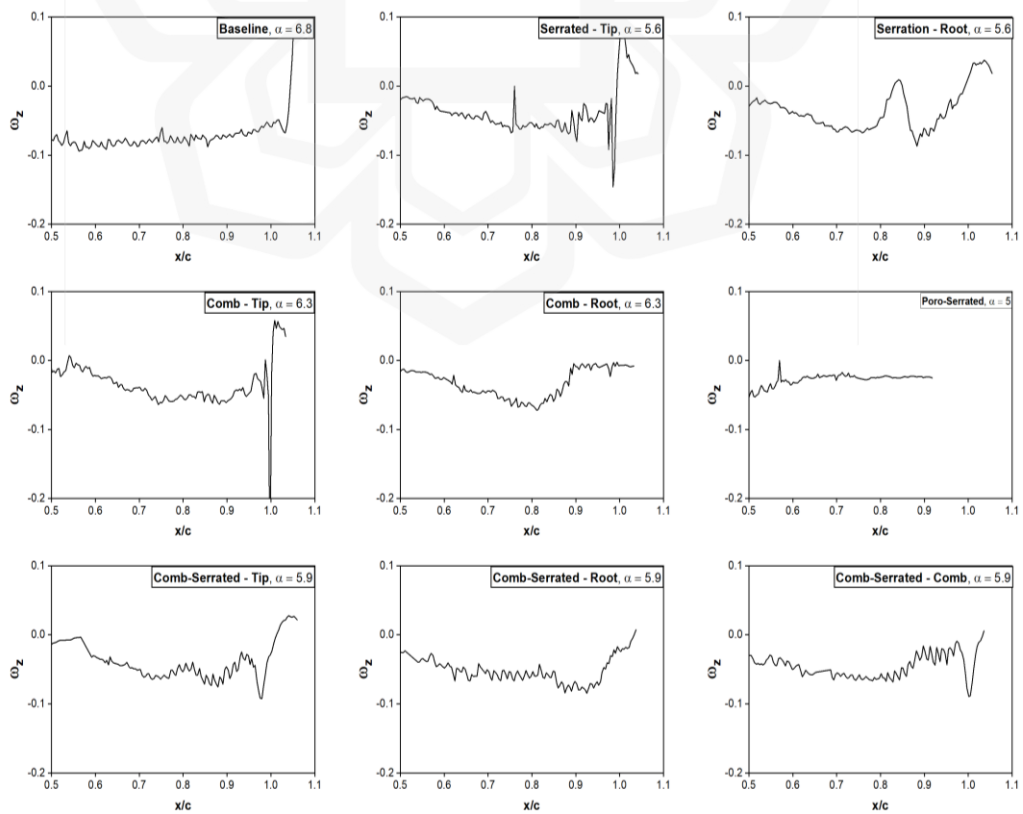 Baseline, α = 6.8
0.1
0.0
-0.1
-0.2
ωz
0.5 0.6 0.7 0.8 0.9 1.0 1.1
x/c
Serrated - Tip, α = 5.6
0.1
0.0
-0.1
-0.2
ωz
0.5 0.6 0.7 0.8 0.9 1.0 1.1
x/c
Serration - Root, α = 5.6
0.1
0.0
-0.1
-0.2
ωz
0.5 0.6 0.7 0.8 0.9 1.0 1.1
x/c
Comb - Tip, α = 6.3
0.1
0.0
-0.1
-0.2
ωz
0.5 0.6 0.7 0.8 0.9 1.0 1.1
x/c
Comb - Root, α = 6.3
0.1
0.0
-0.1
-0.2
ωz
0.5 0.6 0.7 0.8 0.9 1.0 1.1
x/c
Poro-Serrated, α = 5
0.1
0.0
-0.1
-0.2
ωz
0.5 0.6 0.7 0.8 0.9 1.0 1.1
x/c
Comb-Serrated - Tip, α = 5.9
0.1
0.0
-0.1
-0.2
ωz
0.5 0.6 0.7 0.8 0.9 1.0 1.1
x/c
Comb-Serrated - Root, α = 5.9
0.1
0.0
-0.1
-0.2
ωz
0.5 0.6 0.7 0.8 0.9 1.0 1.1
x/c
Comb-Serrated - Comb, α = 5.9
0.1
0.0
-0.1
-0.2
ωz
0.5 0.6 0.7 0.8 0.9 1.0 1.1
x/c